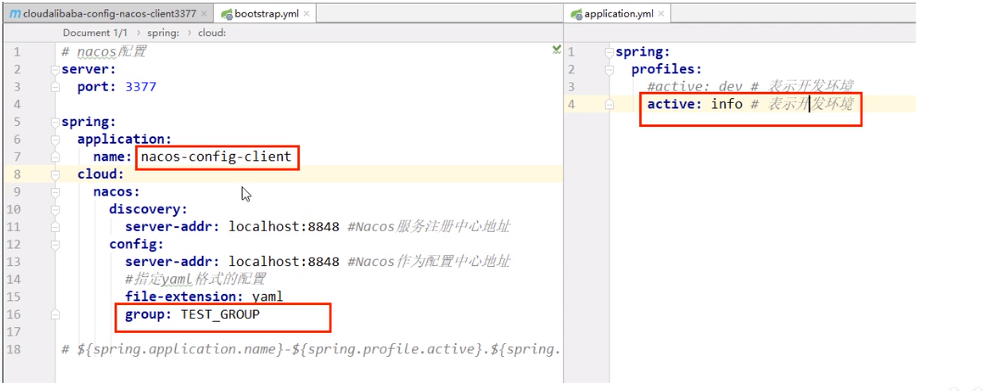 cloudalibaba-config-nacos-client3377
bootstrap.yml
Document 1/1 > spring: > cloud:
1 # nacos配置
2 server:
3   port: 3377
4
5 spring:
6   application:
7     name: nacos-config-client
8   cloud:
9     nacos:
10       discovery:
11         server-addr: localhost:8848 #Nacos服务注册中心地址
12       config:
13         server-addr: localhost:8848 #Nacos作为配置中心地址
14         #指定yaml格式的配置
15         file-extension: yaml
16         group: TEST_GROUP
17
18 # ${spring.application.name}-${spring.profile.active}.${spring.
application.yml
1 spring:
2   profiles:
3     #active: dev # 表示开发环境
4     active: info # 表示开发环境